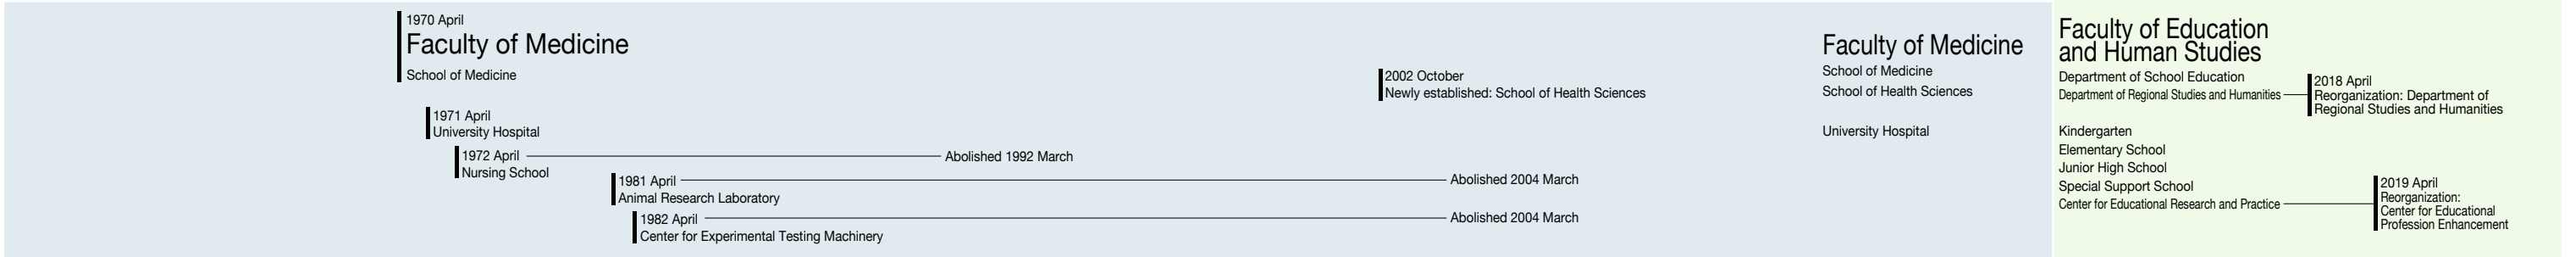 1970 April
Faculty of Medicine
School of Medicine
1971 April
University Hospital
1972 April
Abolished 1992 March
Nursing School
1981 April
Abolished 2004 March
Animal Research Laboratory
1982 April
Abolished 2004 March
Center for Experimental Testing Machinery
2002 October
Newly established: School of Health Sciences
Faculty of Medicine
School of Medicine
School of Health Sciences
University Hospital
Faculty of Education
and Human Studies
Department of School Education
Department of Regional Studies and Humanities
2018 April
Reorganization: Department of
Regional Studies and Humanities
Kindergarten
Elementary School
Junior High School
Special Support School
Center for Educational Research and Practice
2019 April
Reorganization:
Center for Educational
Profession Enhancement